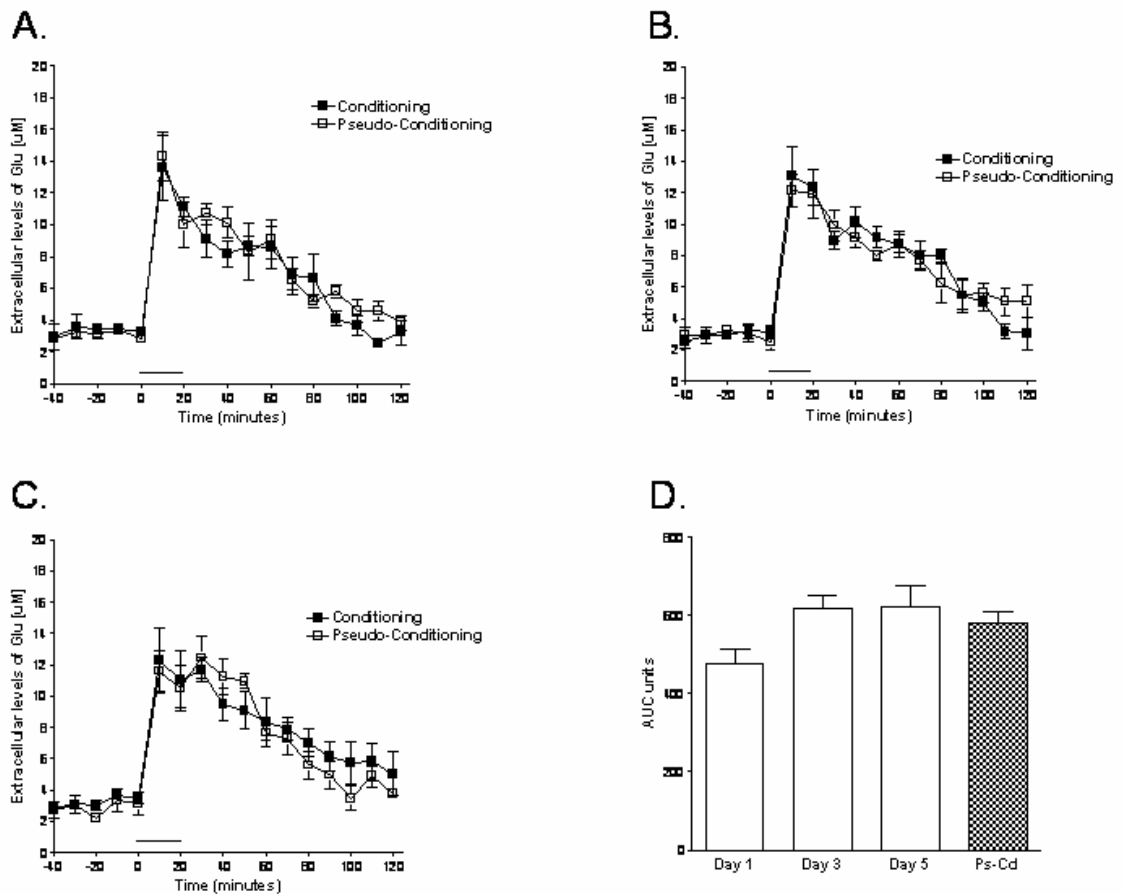 A.
Extracellular levels of Glu [uM]
20
18
16
14
12
10
8
6
4
2
0
Conditioning
Pseudo-Conditioning
-40 -20 0 20 40 60 80 100 120
Time (minutes)
B.
Extracellular levels of Glu [uM]
20
18
16
14
12
10
8
6
4
2
0
Conditioning
Pseudo-Conditioning
-40 -20 0 20 40 60 80 100 120
Time (minutes)
C.
Extracellular levels of Glu [uM]
20
18
16
14
12
10
8
6
4
2
0
Conditioning
Pseudo-Conditioning
-40 -20 0 20 40 60 80 100 120
Time (minutes)
D.
AUC units
800
600
400
200
0
Day 1 Day 3 Day 5 Ps-Cd